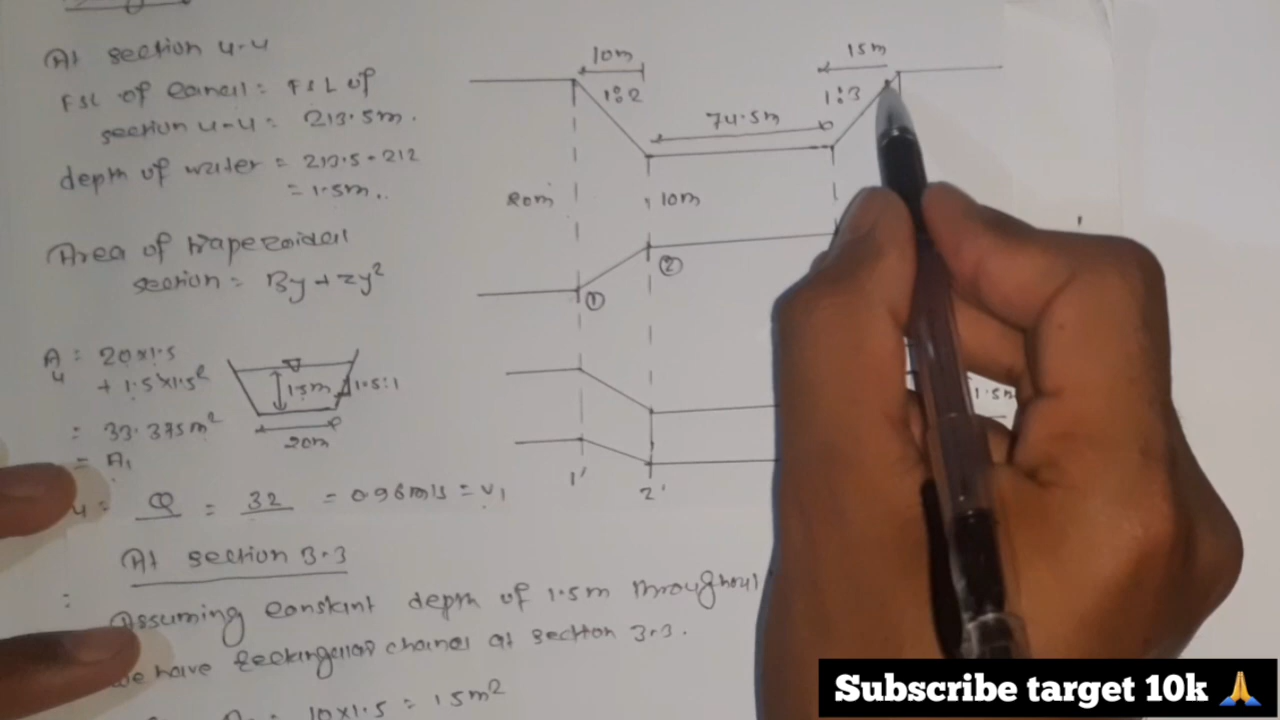 At section 4-4
FSL of canal = FSL of
section 4-4 = 213.5m.
depth of water = 213.5-212
= 1.5m..
Area of trapezoidal
section = By+zy²
A₄ = 20×1.5
+ 1.5×1.5²
= 33.375m²
= A₁
1.5m
1.5:1
20m
Q = 32 = 0.96m/s = V₁
At section 3.3
Assuming constant depth of 1.5m throughout
we have Rectangular channel at section 3.3.
10×1.5 = 15m²
10m
1:2
74.5m
15m
1:3
20m
10m
②
①
1'
2'
1.5m
Subscribe target 10k 🙏